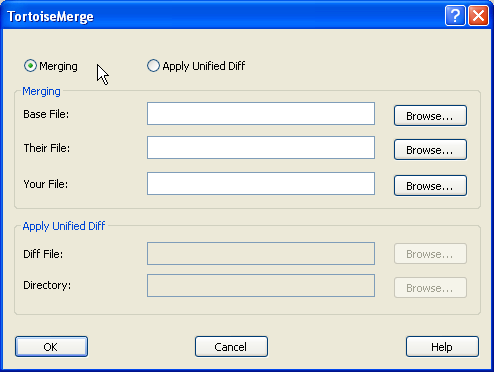 TortoiseMerge
Merging Apply Unified Diff
Merging
Base File: Browse...
Their File: Browse...
Your File: Browse...
Apply Unified Diff
Diff File: Browse...
Directory: Browse...
OK Cancel Help